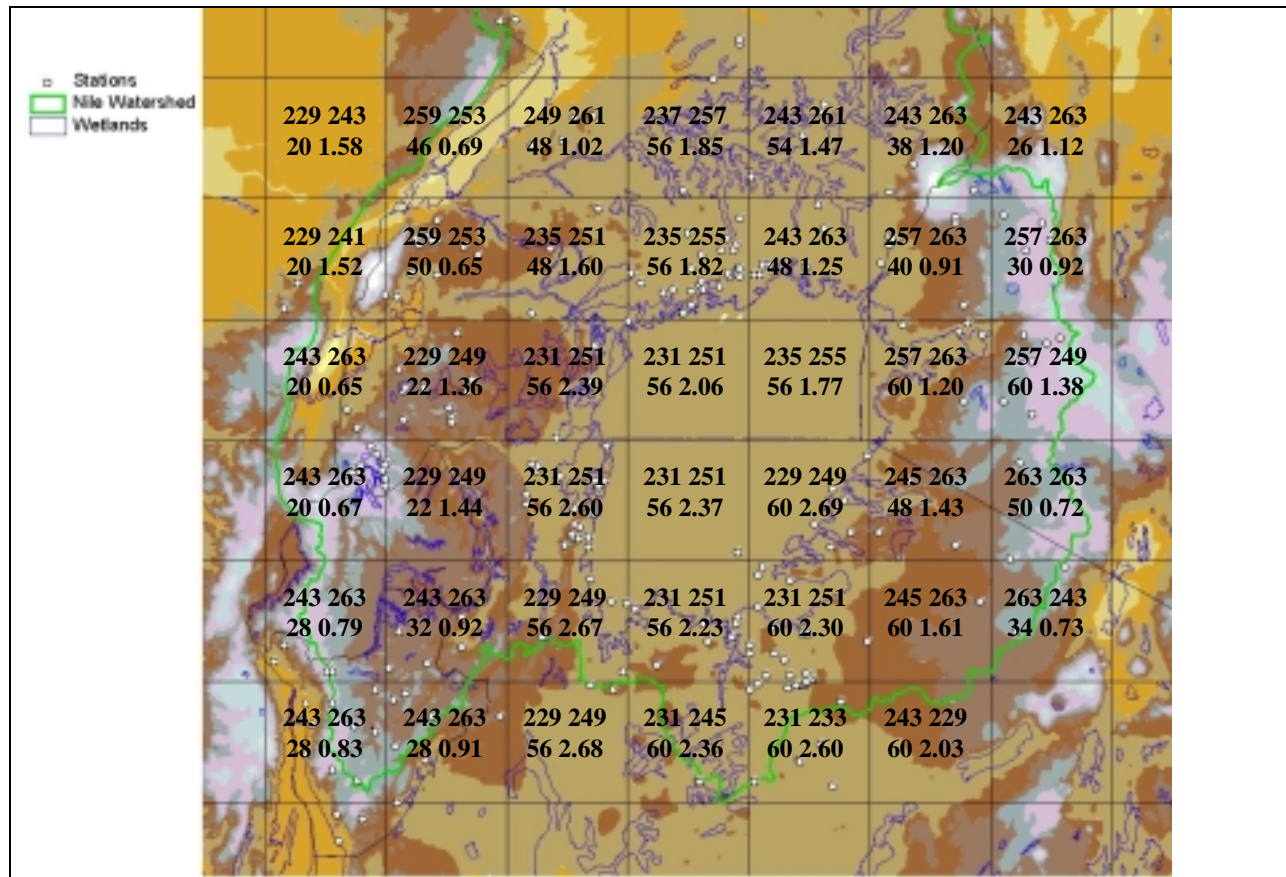 Stations
Nile Watershed
Wetlands
229 243 259 253 249 261 237 257 243 261 243 263 243 263
20 1.58 46 0.69 48 1.02 56 1.85 54 1.47 38 1.20 26 1.12
229 241 259 253 235 251 235 255 243 263 257 263 257 263
20 1.52 50 0.65 48 1.60 56 1.82 48 1.25 40 0.91 30 0.92
243 263 229 249 231 251 231 251 235 255 257 263 257 249
20 0.65 22 1.36 56 2.39 56 2.06 56 1.77 60 1.20 60 1.38
243 263 229 249 231 251 231 251 229 249 245 263 263 263
20 0.67 22 1.44 56 2.60 56 2.37 60 2.69 48 1.43 50 0.72
243 263 243 263 229 249 231 251 231 251 245 263 263 243
28 0.79 32 0.92 56 2.67 56 2.23 60 2.30 60 1.61 34 0.73
243 263 243 263 229 249 231 245 231 233 243 229
28 0.83 28 0.91 56 2.68 60 2.36 60 2.60 60 2.03